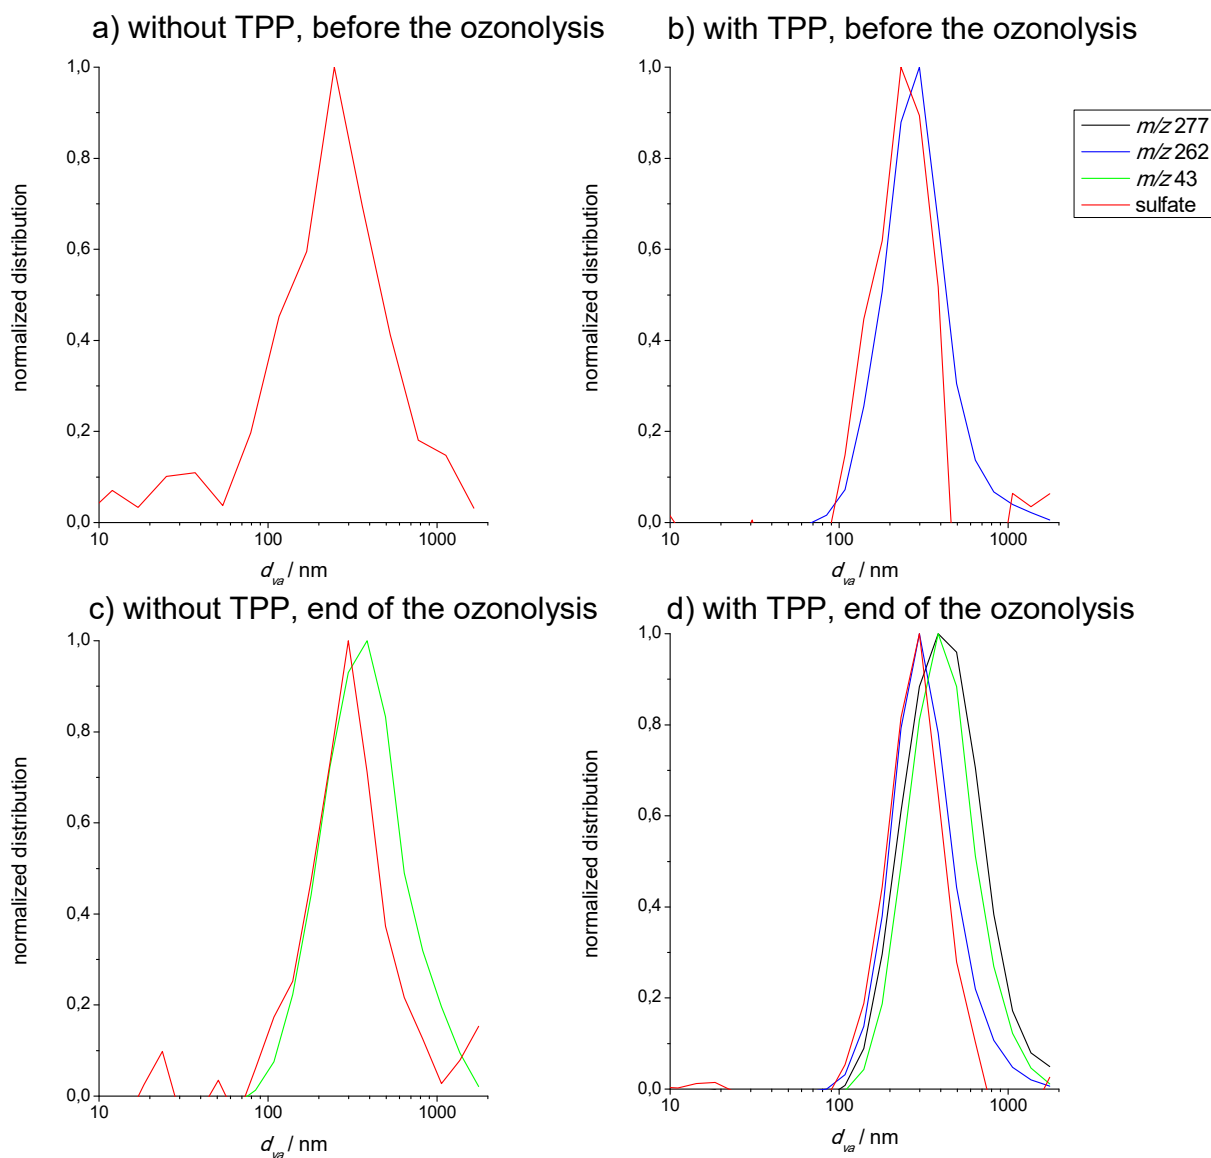 a) without TPP, before the ozonolysis
1,0
0,8
0,6
0,4
0,2
0,0
normalized distribution
10
100
1000
d_va / nm
b) with TPP, before the ozonolysis
1,0
0,8
0,6
0,4
0,2
0,0
normalized distribution
10
100
1000
d_va / nm
m/z 277
m/z 262
m/z 43
sulfate
c) without TPP, end of the ozonolysis
1,0
0,8
0,6
0,4
0,2
0,0
normalized distribution
10
100
1000
d_va / nm
d) with TPP, end of the ozonolysis
1,0
0,8
0,6
0,4
0,2
0,0
normalized distribution
10
100
1000
d_va / nm